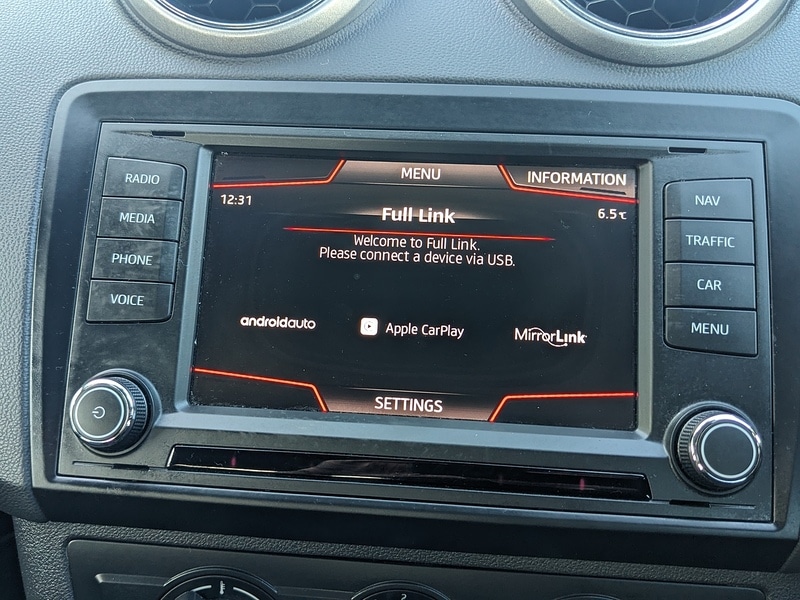 RADIO
MEDIA
PHONE
VOICE
MENU
INFORMATION
12:31
6.5°C
Full Link
Welcome to Full Link.
Please connect a device via USB.
androidauto
Apple CarPlay
MirrorLink
SETTINGS
NAV
TRAFFIC
CAR
MENU
2